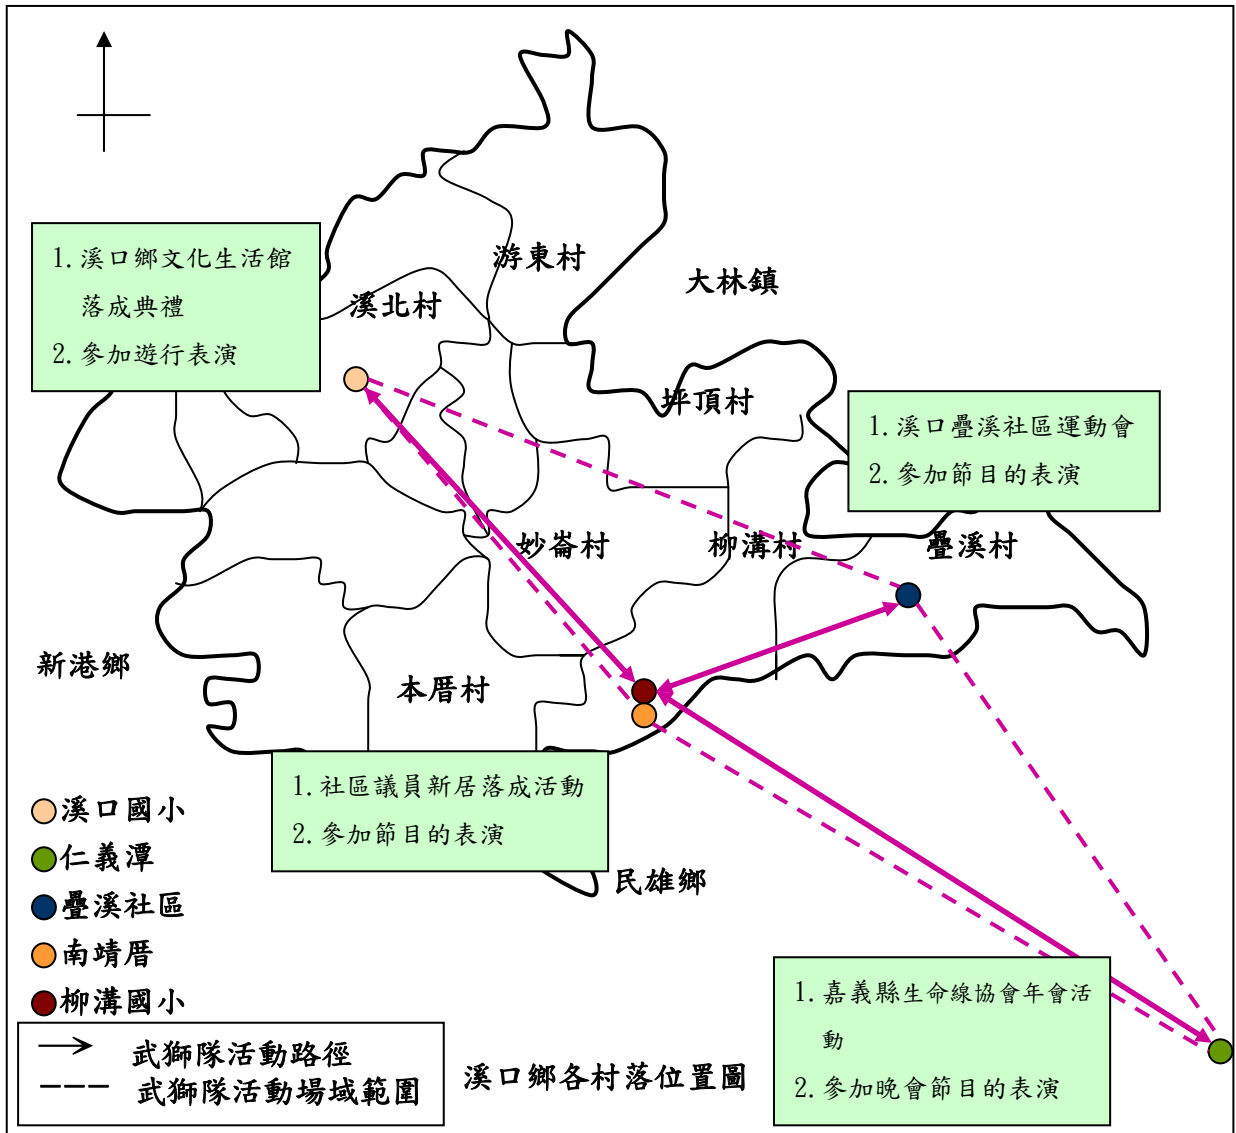 游東村
大林鎮
溪北村
1. 溪口鄉文化生活館
落成典禮
2. 參加遊行表演
坪頂村
1. 溪口疊溪社區運動會
2. 參加節目的表演
妙崙村
柳溝村
疊溪村
新港鄉
本厝村
1. 社區議員新居落成活動
2. 參加節目的表演
民雄鄉
溪口國小
仁義潭
疊溪社區
南靖厝
柳溝國小
武獅隊活動路徑
武獅隊活動場域範圍
溪口鄉各村落位置圖
1. 嘉義縣生命線協會年會活
動
2. 參加晚會節目的表演